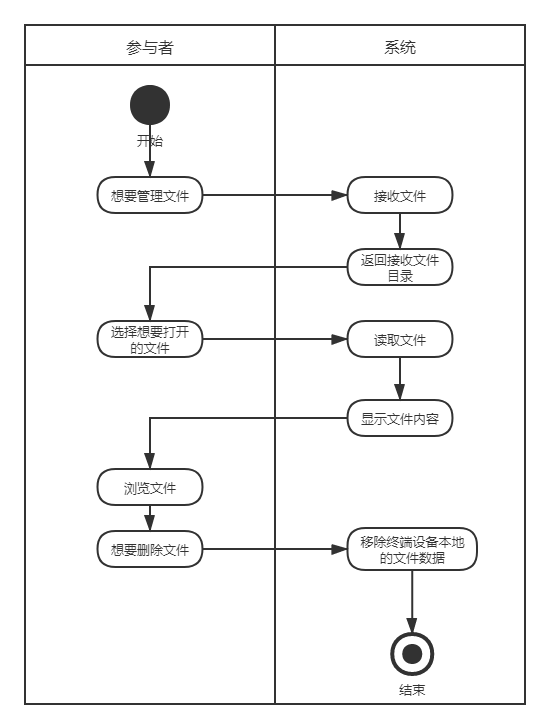 参与者
系统
开始
想要管理文件
接收文件
返回接收文件
目录
选择想要打开
的文件
读取文件
显示文件内容
浏览文件
想要删除文件
移除终端设备本地
的文件数据
结束